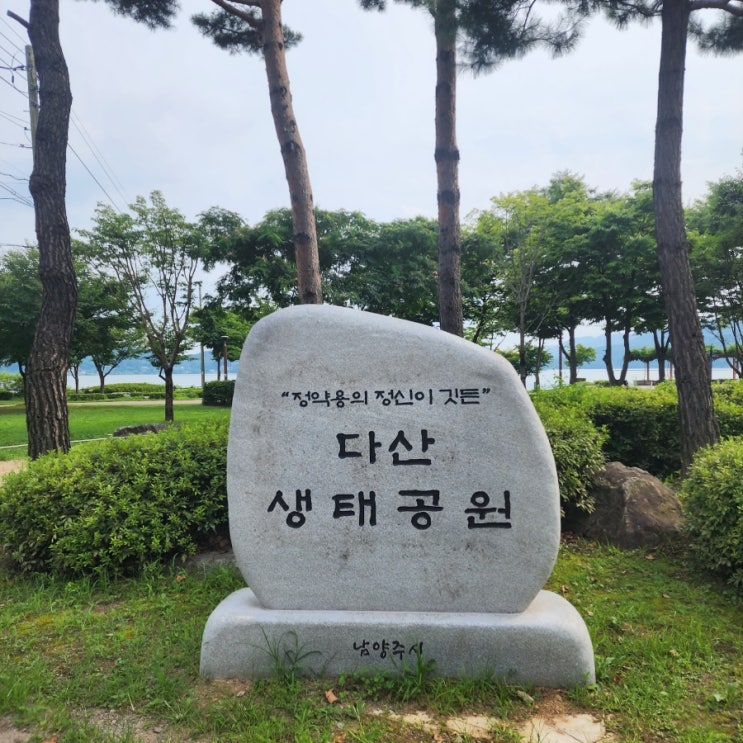 “정약용의 정신이 깃든”
다산
생태공원
남양주시